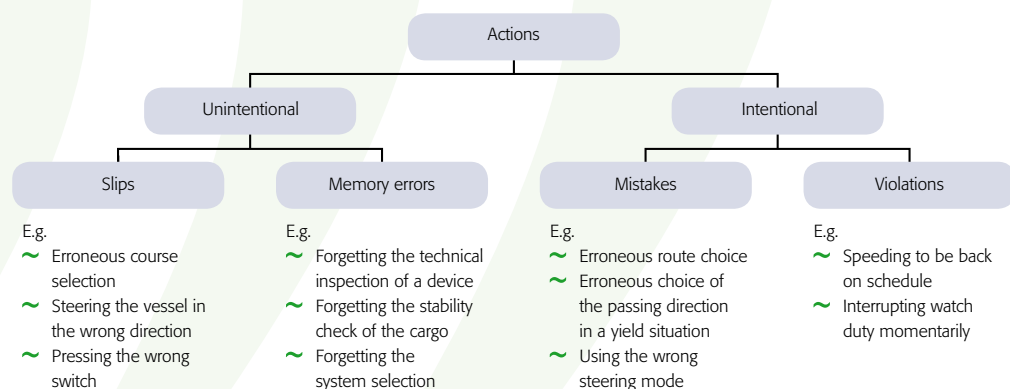 Actions
Unintentional
Intentional
Slips
Memory errors
Mistakes
Violations
E.g.
~ Erroneous course
selection
~ Steering the vessel in
the wrong direction
~ Pressing the wrong
switch
E.g.
~ Forgetting the technical
inspection of a device
~ Forgetting the stability
check of the cargo
~ Forgetting the
system selection
E.g.
~ Erroneous route choice
~ Erroneous choice of
the passing direction
in a yield situation
~ Using the wrong
steering mode
E.g.
~ Speeding to be back
on schedule
~ Interrupting watch
duty momentarily